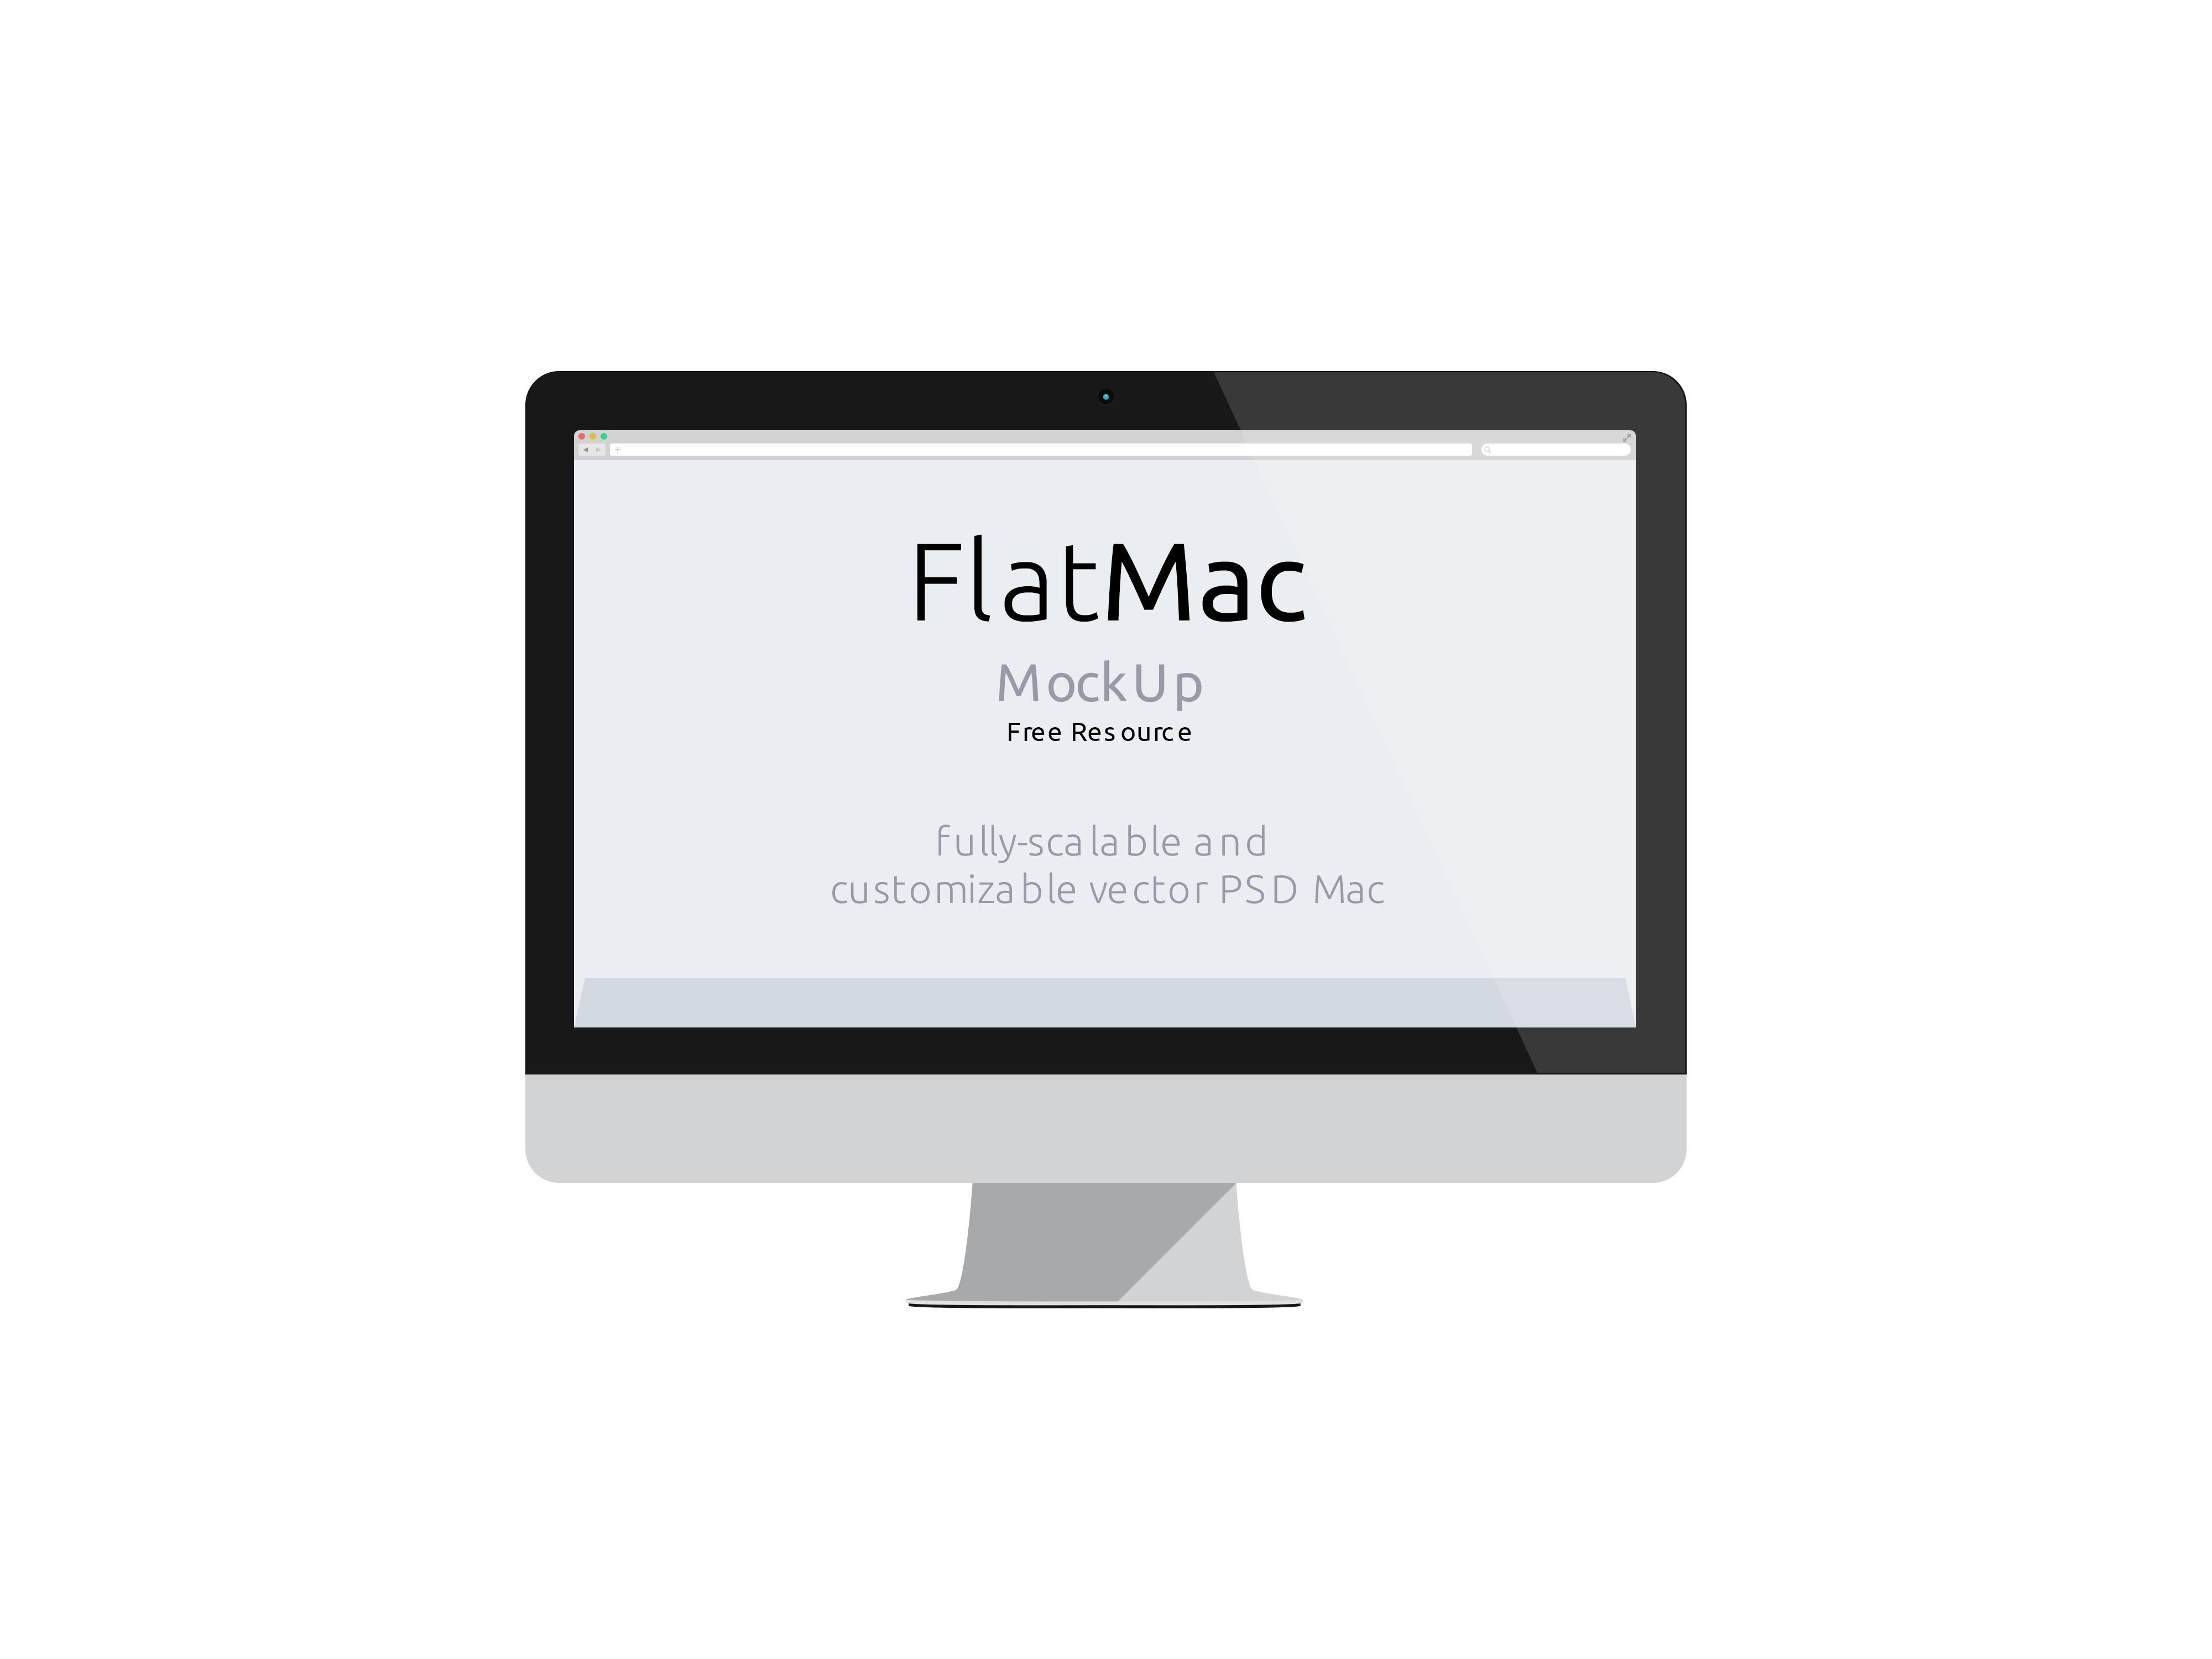 FlatMac
MockUp
Free Resource
fully-scalable and
customizable vector PSD Mac